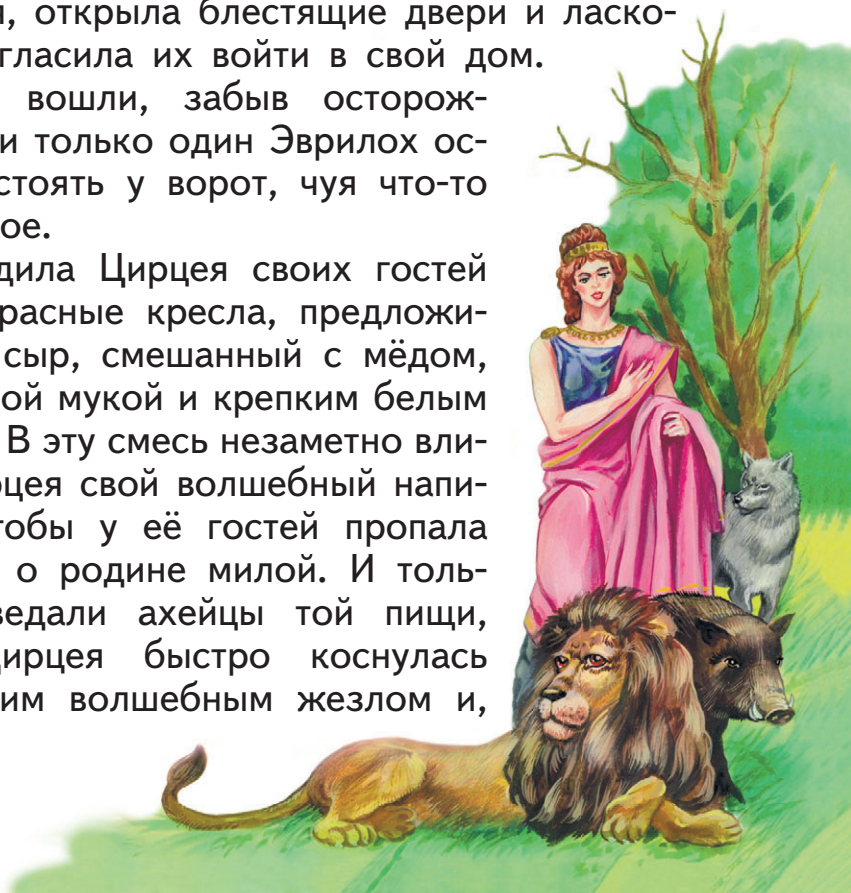 , открыла блестящие двери и ласко-
гласила их войти в свой дом.
вошли, забыв осторож-
и только один Эврилох ос-
стоять у ворот, чуя что-то
ое.
дила Цирцея своих гостей
расные кресла, предложи-
сыр, смешанный с мёдом,
ой мукой и крепким белым
В эту смесь незаметно вли-
цея свой волшебный напи-
тобы у её гостей пропала
о родине милой. И толь-
ведали ахейцы той пищи,
Цирцея быстро коснулась
им волшебным жезлом и,